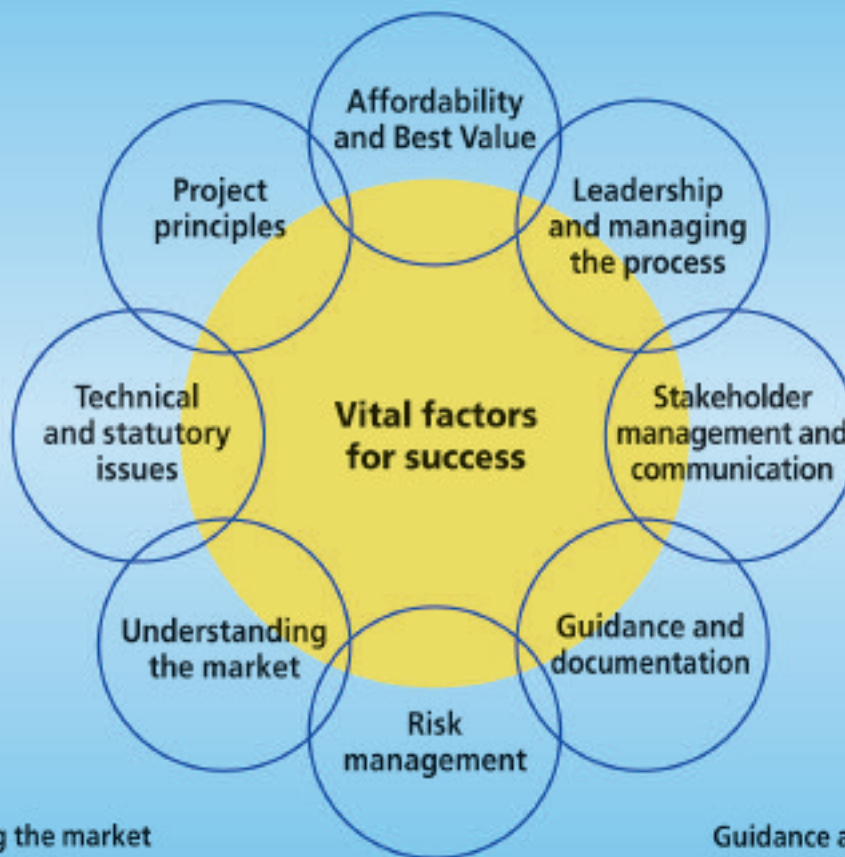 Affordability
and Best Value
Project
principles
Leadership
and managing
the process
Technical
and statutory
issues
Vital factors
for success
Stakeholder
management and
communication
Understanding
the market
Guidance and
documentation
Risk
management
g the market
Guidance a